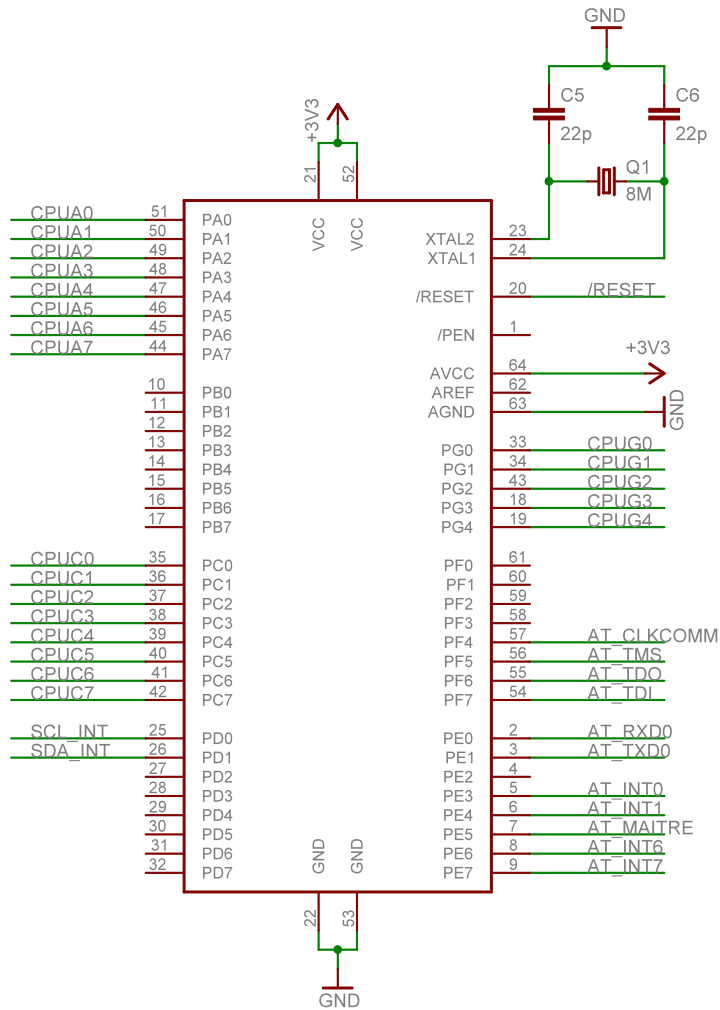 GND
C5 C6
22p 22p
Q1
8M
+3V3
21 52
VCC VCC
CPUA0 51 PA0
CPUA1 50 PA1
CPUA2 49 PA2
CPUA3 48 PA3
CPUA4 47 PA4
CPUA5 46 PA5
CPUA6 45 PA6
CPUA7 44 PA7
10 PB0
11 PB1
12 PB2
13 PB3
14 PB4
15 PB5
16 PB6
17 PB7
CPUC0 35 PC0
CPUC1 36 PC1
CPUC2 37 PC2
CPUC3 38 PC3
CPUC4 39 PC4
CPUC5 40 PC5
CPUC6 41 PC6
CPUC7 42 PC7
SCL_INT 25 PD0
SDA_INT 26 PD1
27 PD2
28 PD3
29 PD4
30 PD5
31 PD6
32 PD7
XTAL2 23
XTAL1 24
/RESET 20 /RESET
/PEN 1
+3V3
AVCC 64
AREF 62
AGND 63 GND
PG0 33 CPUG0
PG1 34 CPUG1
PG2 43 CPUG2
PG3 18 CPUG3
PG4 19 CPUG4
PF0 61
PF1 60
PF2 59
PF3 58
PF4 57 AT_CLKCOMM
PF5 56 AT_TMS
PF6 55 AT_TDO
PF7 54 AT_TDI
PE0 2 AT_RXD0
PE1 3 AT_TXD0
PE2 4
PE3 5 AT_INT0
PE4 6 AT_INT1
PE5 7 AT_MAITRE
PE6 8 AT_INT6
PE7 9 AT_INT7
GND GND
22 53
GND